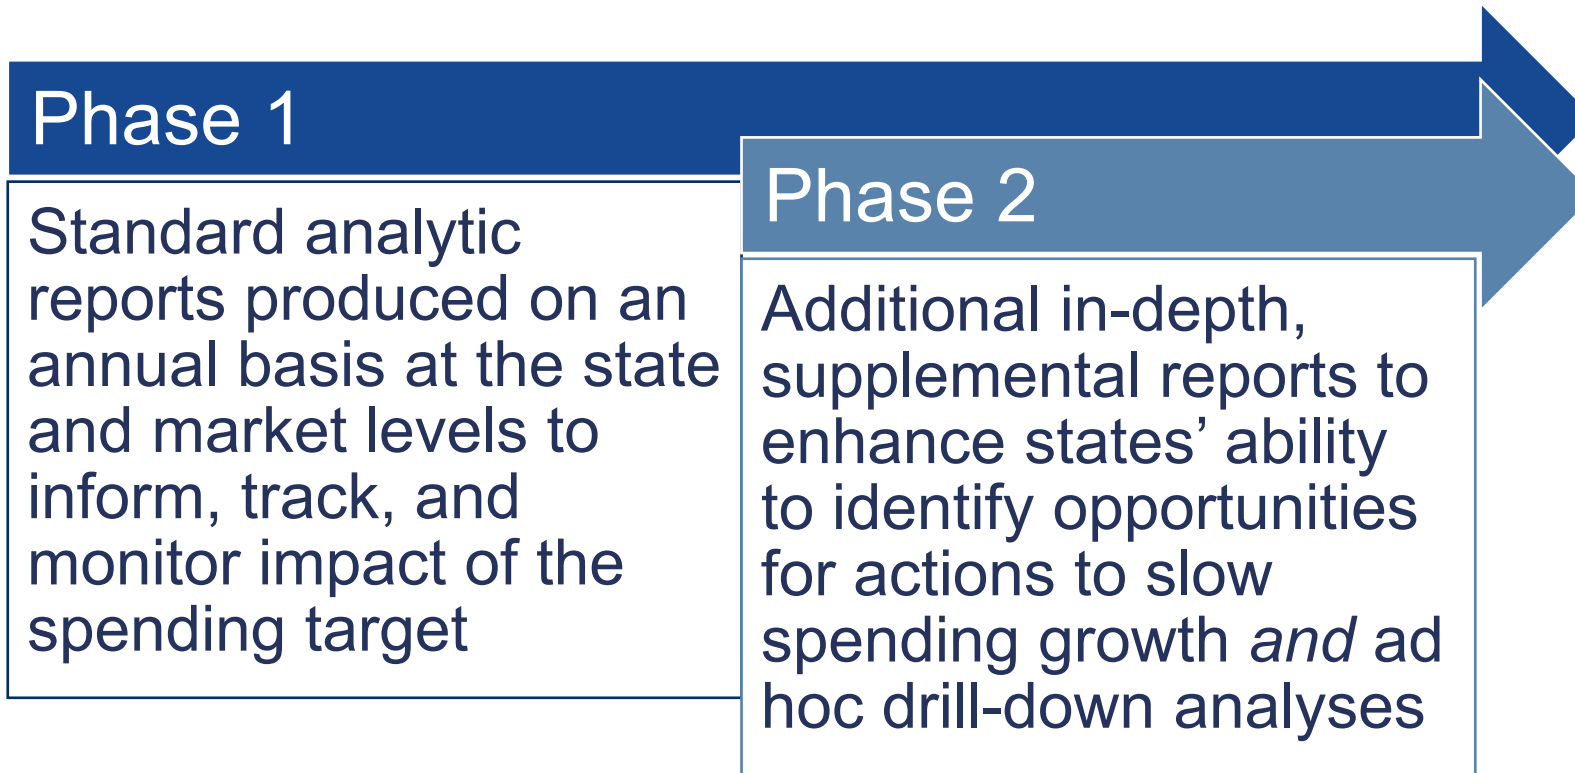 Phase 1
Standard analytic
reports produced on an
annual basis at the state
and market levels to
inform, track, and
monitor impact of the
spending target
Phase 2
Additional in-depth,
supplemental reports to
enhance states’ ability
to identify opportunities
for actions to slow
spending growth and ad
hoc drill-down analyses